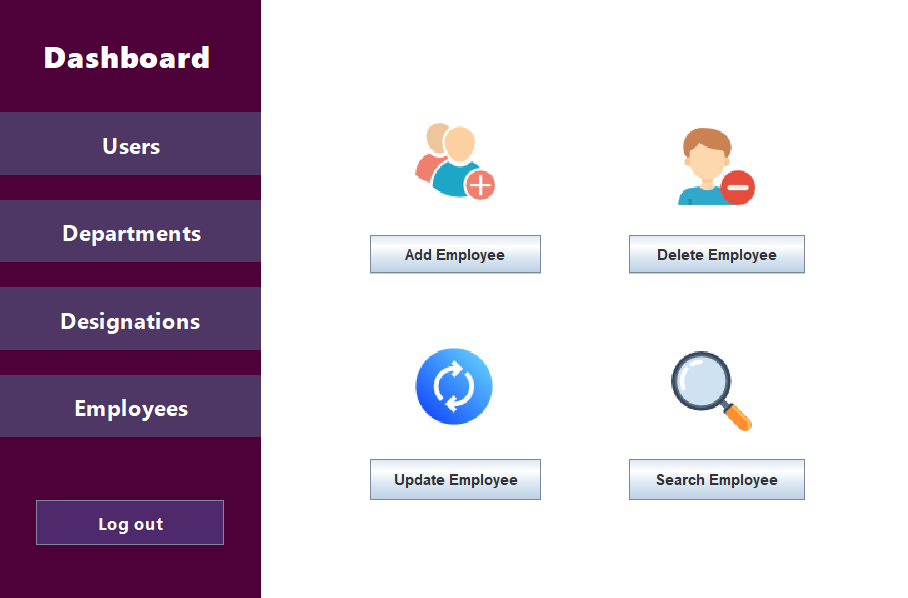 Dashboard
Users
Departments
Designations
Employees
Log out
Add Employee
Delete Employee
Update Employee
Search Employee